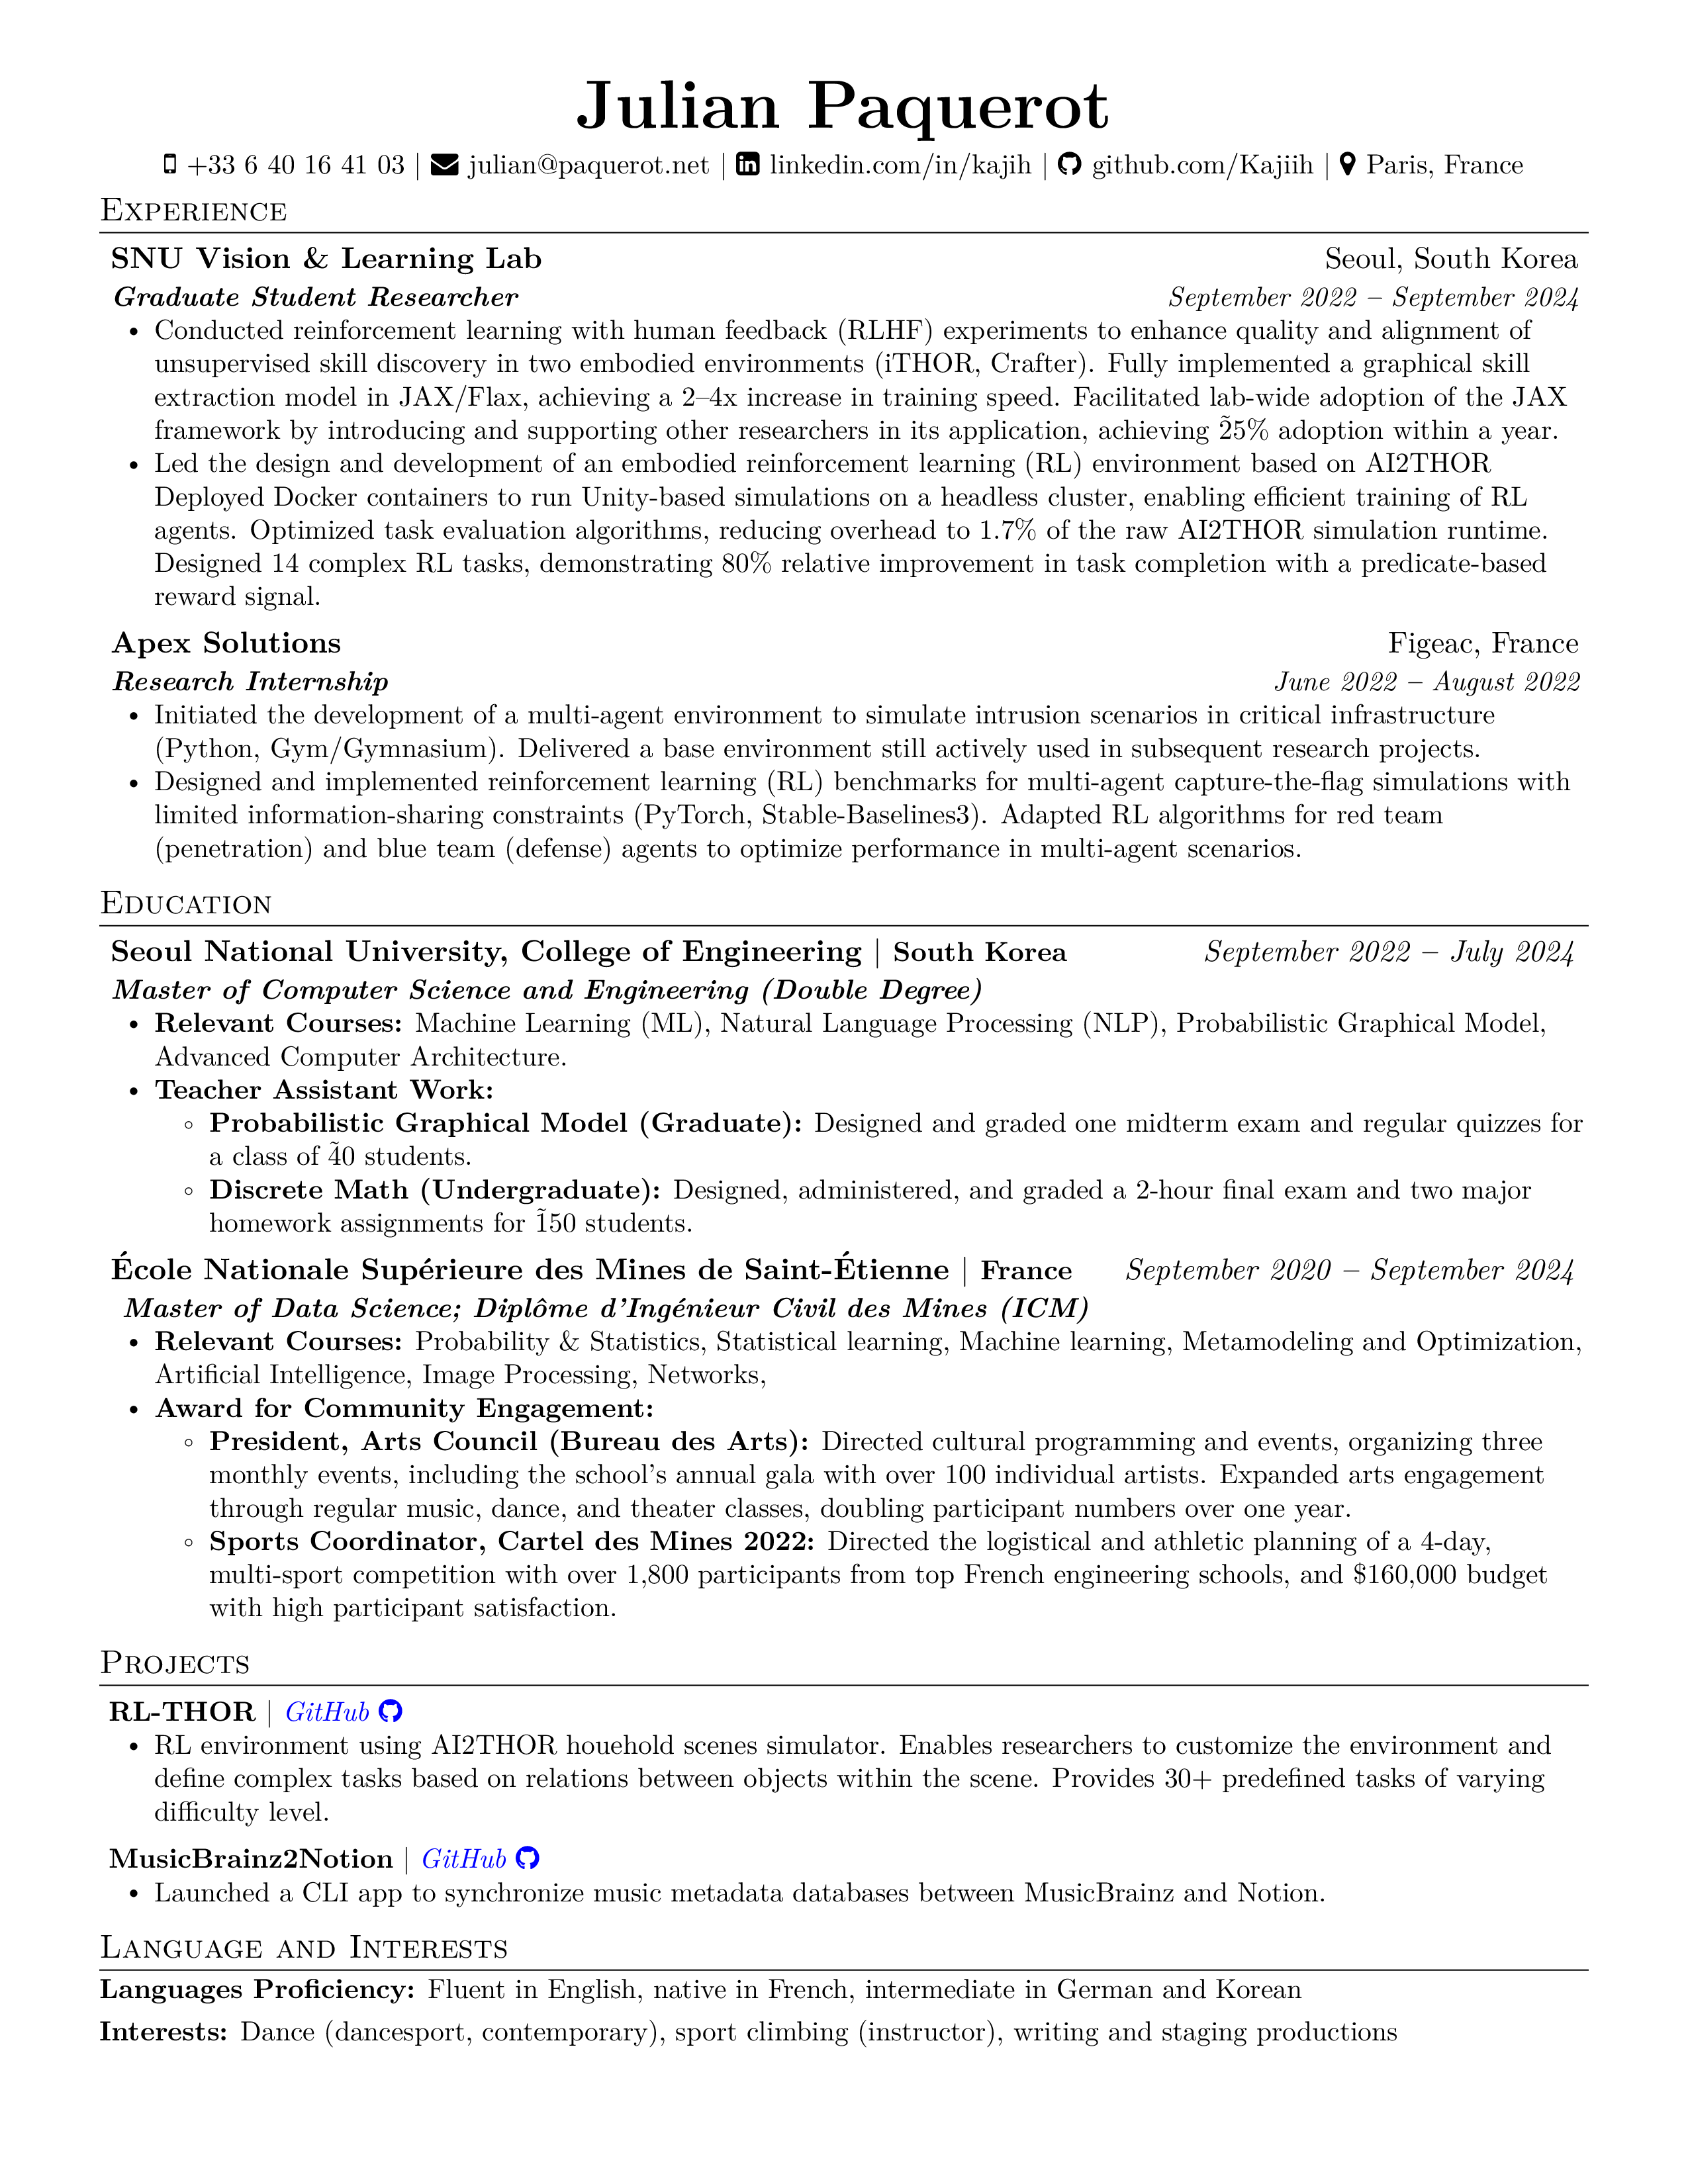 Julian Paquerot
+33 6 40 16 41 03 | julian@paquerot.net | linkedin.com/in/kajih | github.com/Kajiih | Paris, France
Experience
SNU Vision & Learning Lab Seoul, South Korea
Graduate Student Researcher September 2022 – September 2024
• Conducted reinforcement learning with human feedback (RLHF) experiments to enhance quality and alignment of
unsupervised skill discovery in two embodied environments (iTHOR, Crafter). Fully implemented a graphical skill
extraction model in JAX/Flax, achieving a 2–4x increase in training speed. Facilitated lab-wide adoption of the JAX
framework by introducing and supporting other researchers in its application, achieving 2̃5% adoption within a year.
• Led the design and development of an embodied reinforcement learning (RL) environment based on AI2THOR
Deployed Docker containers to run Unity-based simulations on a headless cluster, enabling efficient training of RL
agents. Optimized task evaluation algorithms, reducing overhead to 1.7% of the raw AI2THOR simulation runtime.
Designed 14 complex RL tasks, demonstrating 80% relative improvement in task completion with a predicate-based
reward signal.
Apex Solutions Figeac, France
Research Internship June 2022 – August 2022
• Initiated the development of a multi-agent environment to simulate intrusion scenarios in critical infrastructure
(Python, Gym/Gymnasium). Delivered a base environment still actively used in subsequent research projects.
• Designed and implemented reinforcement learning (RL) benchmarks for multi-agent capture-the-flag simulations with
limited information-sharing constraints (PyTorch, Stable-Baselines3). Adapted RL algorithms for red team
(penetration) and blue team (defense) agents to optimize performance in multi-agent scenarios.
Education
Seoul National University, College of Engineering | South Korea September 2022 – July 2024
Master of Computer Science and Engineering (Double Degree)
• Relevant Courses: Machine Learning (ML), Natural Language Processing (NLP), Probabilistic Graphical Model,
Advanced Computer Architecture.
• Teacher Assistant Work:
◦ Probabilistic Graphical Model (Graduate): Designed and graded one midterm exam and regular quizzes for
a class of 4̃0 students.
◦ Discrete Math (Undergraduate): Designed, administered, and graded a 2-hour final exam and two major
homework assignments for 1̃50 students.
École Nationale Supérieure des Mines de Saint-Étienne | France September 2020 – September 2024
Master of Data Science; Diplôme d'Ingénieur Civil des Mines (ICM)
• Relevant Courses: Probability & Statistics, Statistical learning, Machine learning, Metamodeling and Optimization,
Artificial Intelligence, Image Processing, Networks,
• Award for Community Engagement:
◦ President, Arts Council (Bureau des Arts): Directed cultural programming and events, organizing three
monthly events, including the school's annual gala with over 100 individual artists. Expanded arts engagement
through regular music, dance, and theater classes, doubling participant numbers over one year.
◦ Sports Coordinator, Cartel des Mines 2022: Directed the logistical and athletic planning of a 4-day,
multi-sport competition with over 1,800 participants from top French engineering schools, and $160,000 budget
with high participant satisfaction.
Projects
RL-THOR | GitHub
• RL environment using AI2THOR houehold scenes simulator. Enables researchers to customize the environment and
define complex tasks based on relations between objects within the scene. Provides 30+ predefined tasks of varying
difficulty level.
MusicBrainz2Notion | GitHub
• Launched a CLI app to synchronize music metadata databases between MusicBrainz and Notion.
Language and Interests
Languages Proficiency: Fluent in English, native in French, intermediate in German and Korean
Interests: Dance (dancesport, contemporary), sport climbing (instructor), writing and staging productions